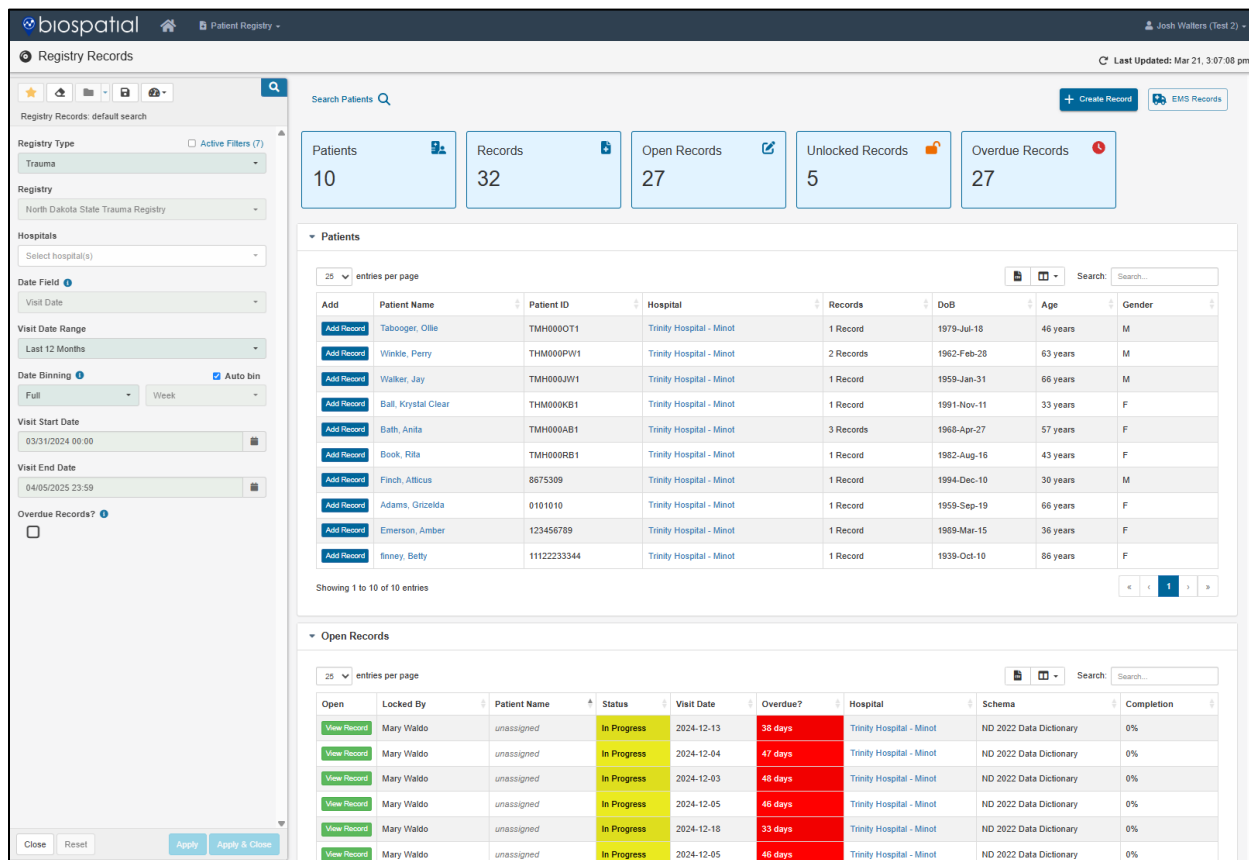 biospatial Patient Registry Josh Walters (Test 2)
Registry Records
Last Updated: Mar 21, 3:07:08 pm
Registry Records: default search
Registry Type Active Filters (7)
Trauma
Registry
North Dakota State Trauma Registry
Hospitals
Select hospital(s)
Date Field
Visit Date
Visit Date Range
Last 12 Months
Date Binning Auto bin
Full Week
Visit Start Date
03/31/2024 00:00
Visit End Date
04/05/2025 23:59
Overdue Records?
Close Reset Apply Apply & Close
Search Patients
Create Record EMS Records
Patients Records Open Records Unlocked Records Overdue Records
10 32 27 5 27
Patients
25 entries per page Search: Search...
Add Patient Name Patient ID Hospital Records DoB Age Gender
Add Record Tabooger, Ollie TMH000OT1 Trinity Hospital - Minot 1 Record 1979-Jul-18 46 years M
Add Record Winkle, Perry THM000PW1 Trinity Hospital - Minot 2 Records 1962-Feb-28 63 years M
Add Record Walker, Jay TMH000JW1 Trinity Hospital - Minot 1 Record 1959-Jan-31 66 years M
Add Record Ball, Krystal Clear THM000KB1 Trinity Hospital - Minot 1 Record 1991-Nov-11 33 years F
Add Record Bath, Anita TMH000AB1 Trinity Hospital - Minot 3 Records 1968-Apr-27 57 years F
Add Record Book, Rita TMH000RB1 Trinity Hospital - Minot 1 Record 1982-Aug-16 43 years F
Add Record Finch, Atticus 8675309 Trinity Hospital - Minot 1 Record 1994-Dec-10 30 years M
Add Record Adams, Grizelda 0101010 Trinity Hospital - Minot 1 Record 1959-Sep-19 66 years F
Add Record Emerson, Amber 123456789 Trinity Hospital - Minot 1 Record 1989-Mar-15 36 years F
Add Record finney, Betty 11122233344 Trinity Hospital - Minot 1 Record 1939-Oct-10 86 years F
Showing 1 to 10 of 10 entries « ‹ 1 › »
Open Records
25 entries per page Search: Search...
Open Locked By Patient Name Status Visit Date Overdue? Hospital Schema Completion
View Record Mary Waldo unassigned In Progress 2024-12-13 38 days Trinity Hospital - Minot ND 2022 Data Dictionary 0%
View Record Mary Waldo unassigned In Progress 2024-12-04 47 days Trinity Hospital - Minot ND 2022 Data Dictionary 0%
View Record Mary Waldo unassigned In Progress 2024-12-03 48 days Trinity Hospital - Minot ND 2022 Data Dictionary 0%
View Record Mary Waldo unassigned In Progress 2024-12-05 46 days Trinity Hospital - Minot ND 2022 Data Dictionary 0%
View Record Mary Waldo unassigned In Progress 2024-12-18 33 days Trinity Hospital - Minot ND 2022 Data Dictionary 0%
View Record Mary Waldo unassigned In Progress 2024-12-05 46 days Trinity Hospital - Minot ND 2022 Data Dictionary 0%